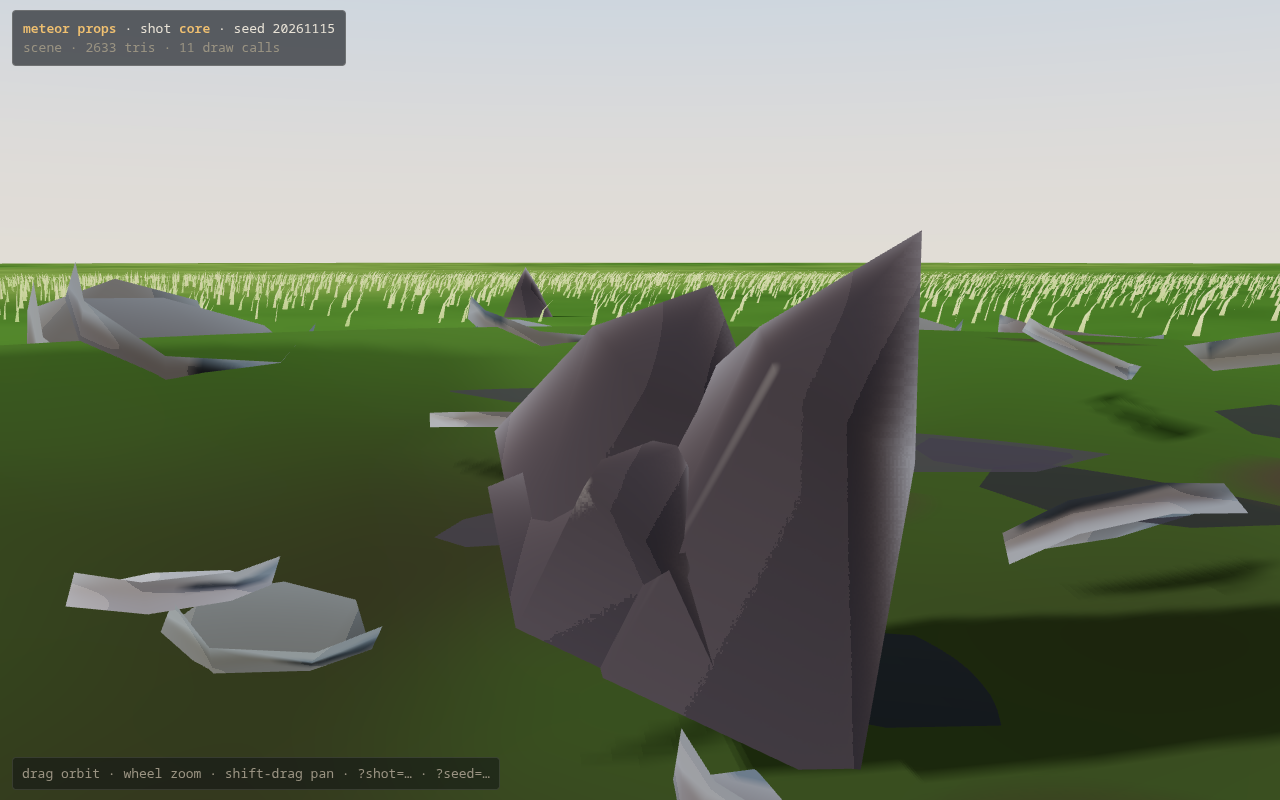 meteor props · shot core · seed 20261115
scene · 2633 tris · 11 draw calls
drag orbit · wheel zoom · shift-drag pan · ?shot=… · ?seed=…